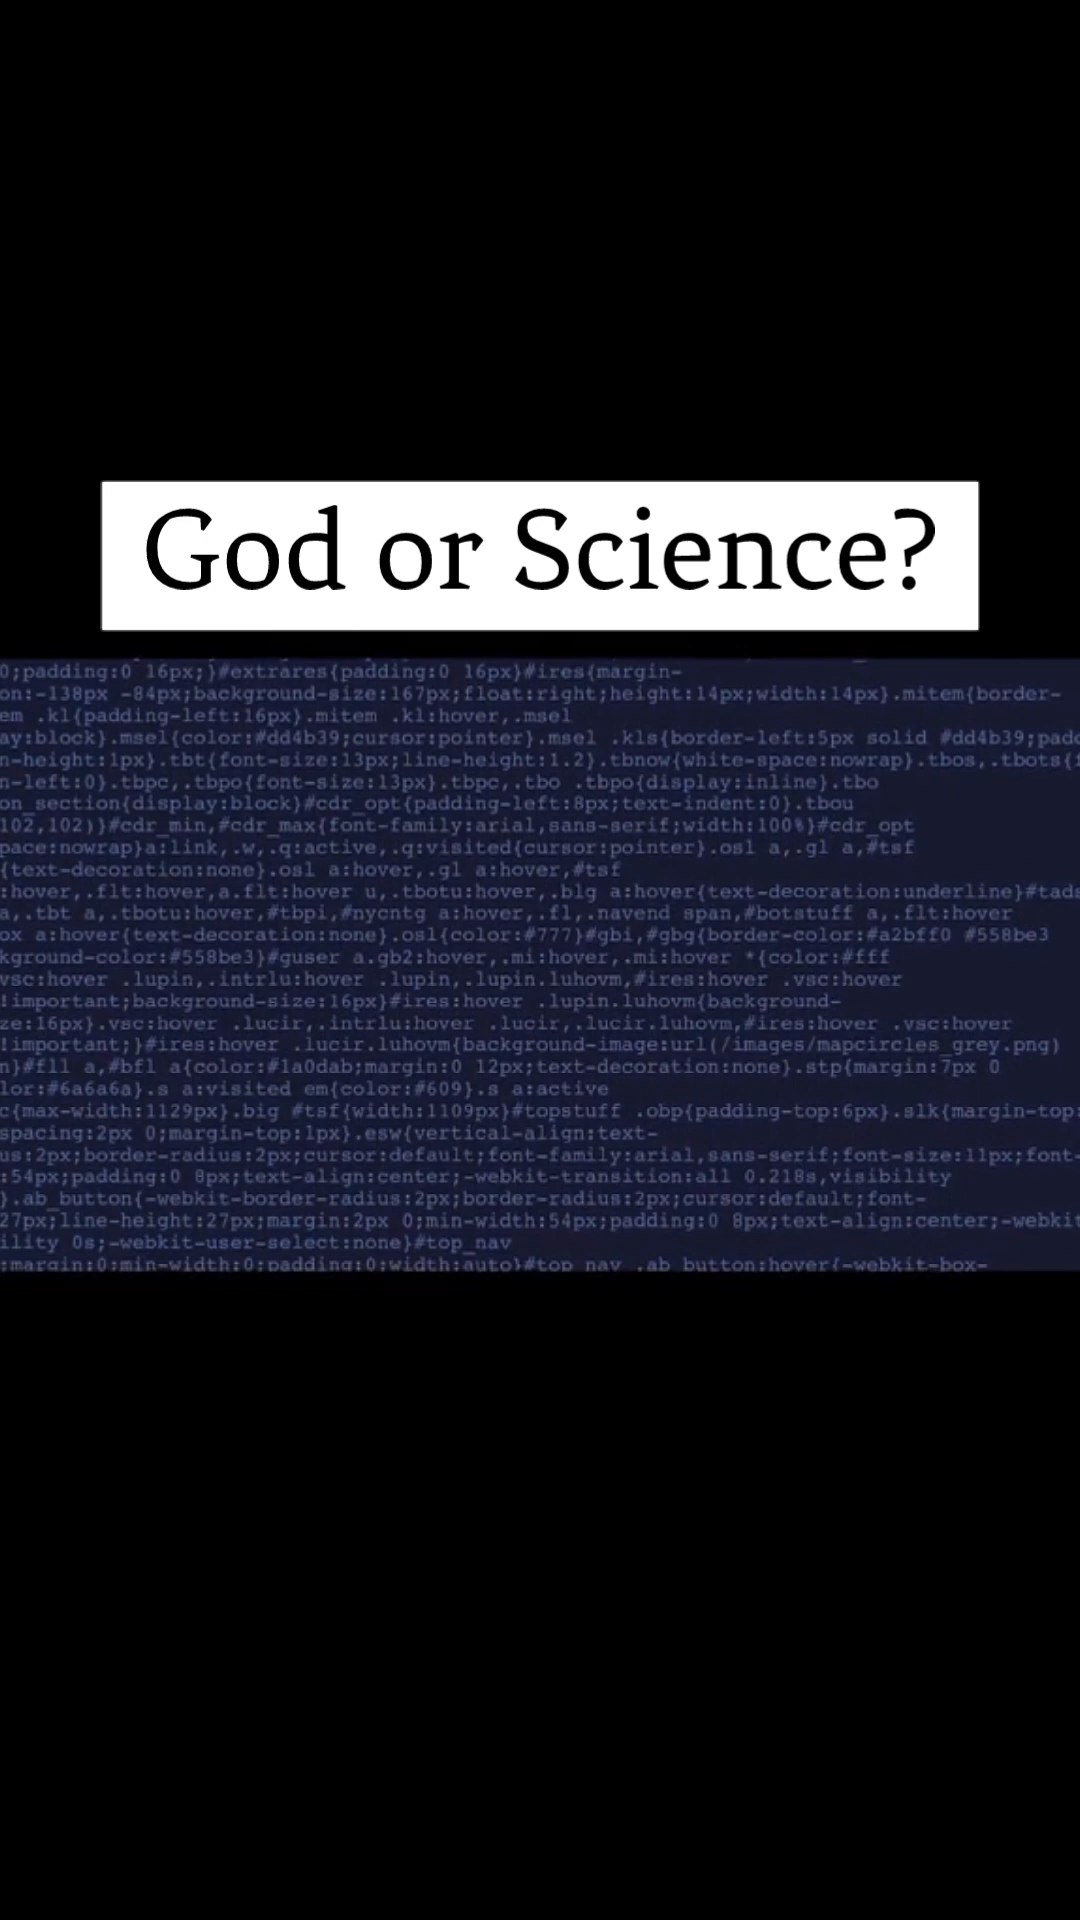 God or Science?
0;padding:0 16px;}#extrares{padding:0 16px}#ires{margin-
on:-138px -84px;background-size:167px;float:right;height:14px;width:14px}.mitem{border-
em .kl{padding-left:16px}.mitem .kl:hover,.msel
ay:block}.msel{color:#dd4b39;cursor:pointer}.msel .kls{border-left:5px solid #dd4b39;padd
n-height:1px}.tbt{font-size:13px;line-height:1.2}.tbnow{white-space:nowrap}.tbos,.tbots{f
n-left:0}.tbpc,.tbpo{font-size:13px}.tbpc,.tbo .tbpo{display:inline}.tbo
on_section{display:block}#cdr_opt{padding-left:8px;text-indent:0}.tbou
102,102)}#cdr_min,#cdr_max{font-family:arial,sans-serif;width:100%}#cdr_opt
pace:nowrap}a:link,.w,.q:active,.q:visited{cursor:pointer}.osl a,.gl a,#tsf
{text-decoration:none}.osl a:hover,.gl a:hover,#tsf
:hover,.flt:hover,a.flt:hover u,.tbotu:hover,.blg a:hover{text-decoration:underline}#tads
a,.tbt a,.tbotu:hover,#tbpi,#nycntg a:hover,.fl,.navend span,#botstuff a,.flt:hover
ox a:hover{text-decoration:none}.osl{color:#777}#gbi,#gbg{border-color:#a2bff0 #558be3
kground-color:#558be3}#guser a.gb2:hover,.mi:hover,.mi:hover *{color:#fff
vsc:hover .lupin,.intrlu:hover .lupin,.lupin.luhovm,#ires:hover .vsc:hover
!important;background-size:16px}#ires:hover .lupin.luhovm{background-
ze:16px}.vsc:hover .lucir,.intrlu:hover .lucir,.lucir.luhovm,#ires:hover .vsc:hover
!important;}#ires:hover .lucir.luhovm{background-image:url(/images/mapcircles_grey.png)
n}#fll a,#bfl a{color:#1a0dab;margin:0 12px;text-decoration:none}.stp{margin:7px 0
lor:#6a6a6a}.s a:visited em{color:#609}.s a:active
c{max-width:1129px}.big #tsf{width:1109px}#topstuff .obp{padding-top:6px}.slk{margin-top:
spacing:2px 0;margin-top:1px}.esw{vertical-align:text-
us:2px;border-radius:2px;cursor:default;font-family:arial,sans-serif;font-size:11px;font-
:54px;padding:0 8px;text-align:center;-webkit-transition:all 0.218s,visibility
}.ab_button{-webkit-border-radius:2px;border-radius:2px;cursor:default;font-
27px;line-height:27px;margin:2px 0;min-width:54px;padding:0 8px;text-align:center;-webkit
ility 0s;-webkit-user-select:none}#top_nav
:margin:0;min-width:0;padding:0;width:auto}#top_nav .ab_button:hover{-webkit-box-